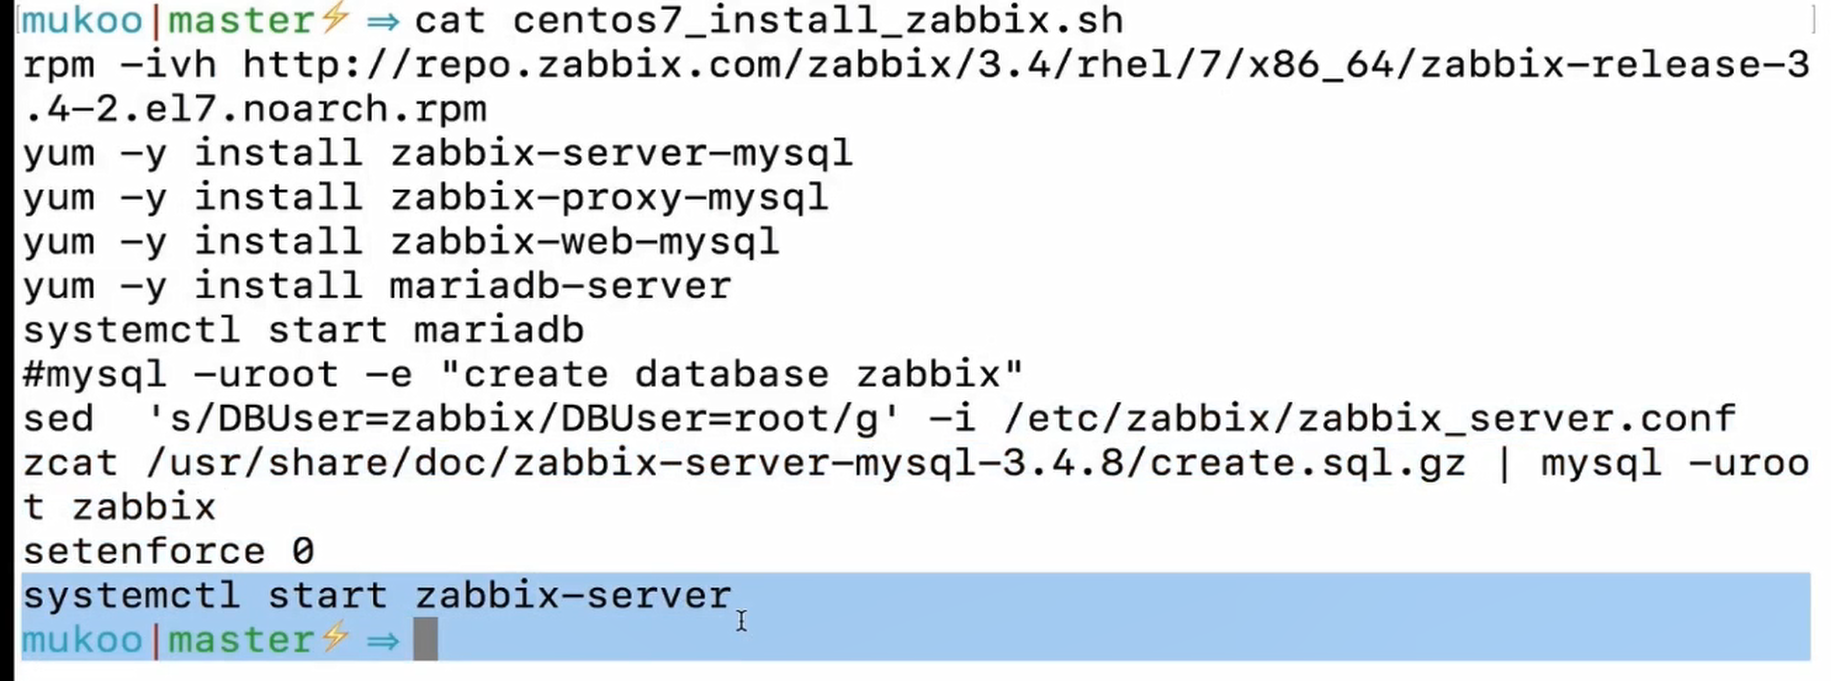 mukoo|master⚡ ⇒ cat centos7_install_zabbix.sh
rpm -ivh http://repo.zabbix.com/zabbix/3.4/rhel/7/x86_64/zabbix-release-3
.4-2.el7.noarch.rpm
yum -y install zabbix-server-mysql
yum -y install zabbix-proxy-mysql
yum -y install zabbix-web-mysql
yum -y install mariadb-server
systemctl start mariadb
#mysql -uroot -e "create database zabbix"
sed  's/DBUser=zabbix/DBUser=root/g' -i /etc/zabbix/zabbix_server.conf
zcat /usr/share/doc/zabbix-server-mysql-3.4.8/create.sql.gz | mysql -uroo
t zabbix
setenforce 0
systemctl start zabbix-server
mukoo|master⚡ ⇒